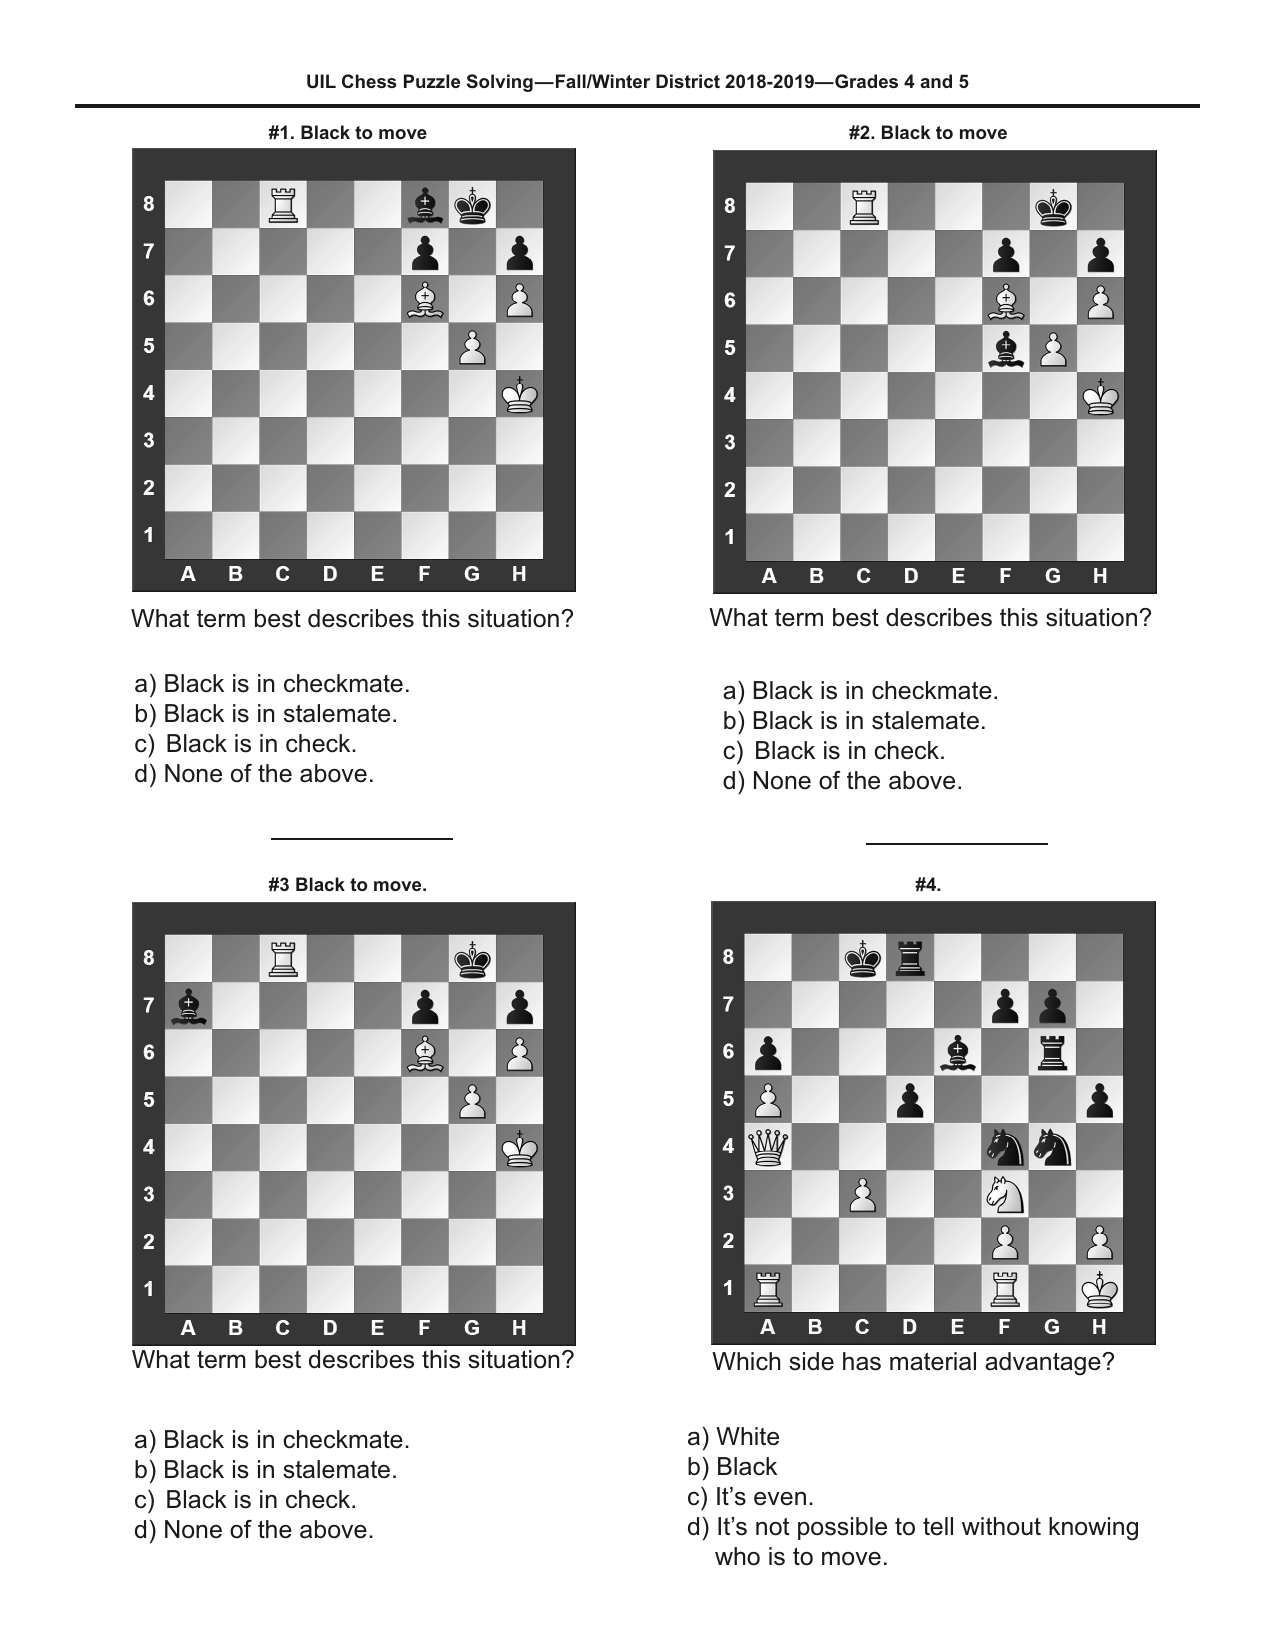 UIL Chess Puzzle Solving—Fall/Winter District 2018-2019—Grades 4 and 5
#1. Black to move
8
7
6
5
4
3
2
1
A B C D E F G H
What term best describes this situation?
a) Black is in checkmate.
b) Black is in stalemate.
c) Black is in check.
d) None of the above.
#2. Black to move
8
7
6
5
4
3
2
1
A B C D E F G H
What term best describes this situation?
a) Black is in checkmate.
b) Black is in stalemate.
c) Black is in check.
d) None of the above.
#3 Black to move.
8
7
6
5
4
3
2
1
A B C D E F G H
What term best describes this situation?
a) Black is in checkmate.
b) Black is in stalemate.
c) Black is in check.
d) None of the above.
#4.
8
7
6
5
4
3
2
1
A B C D E F G H
Which side has material advantage?
a) White
b) Black
c) It’s even.
d) It’s not possible to tell without knowing
who is to move.